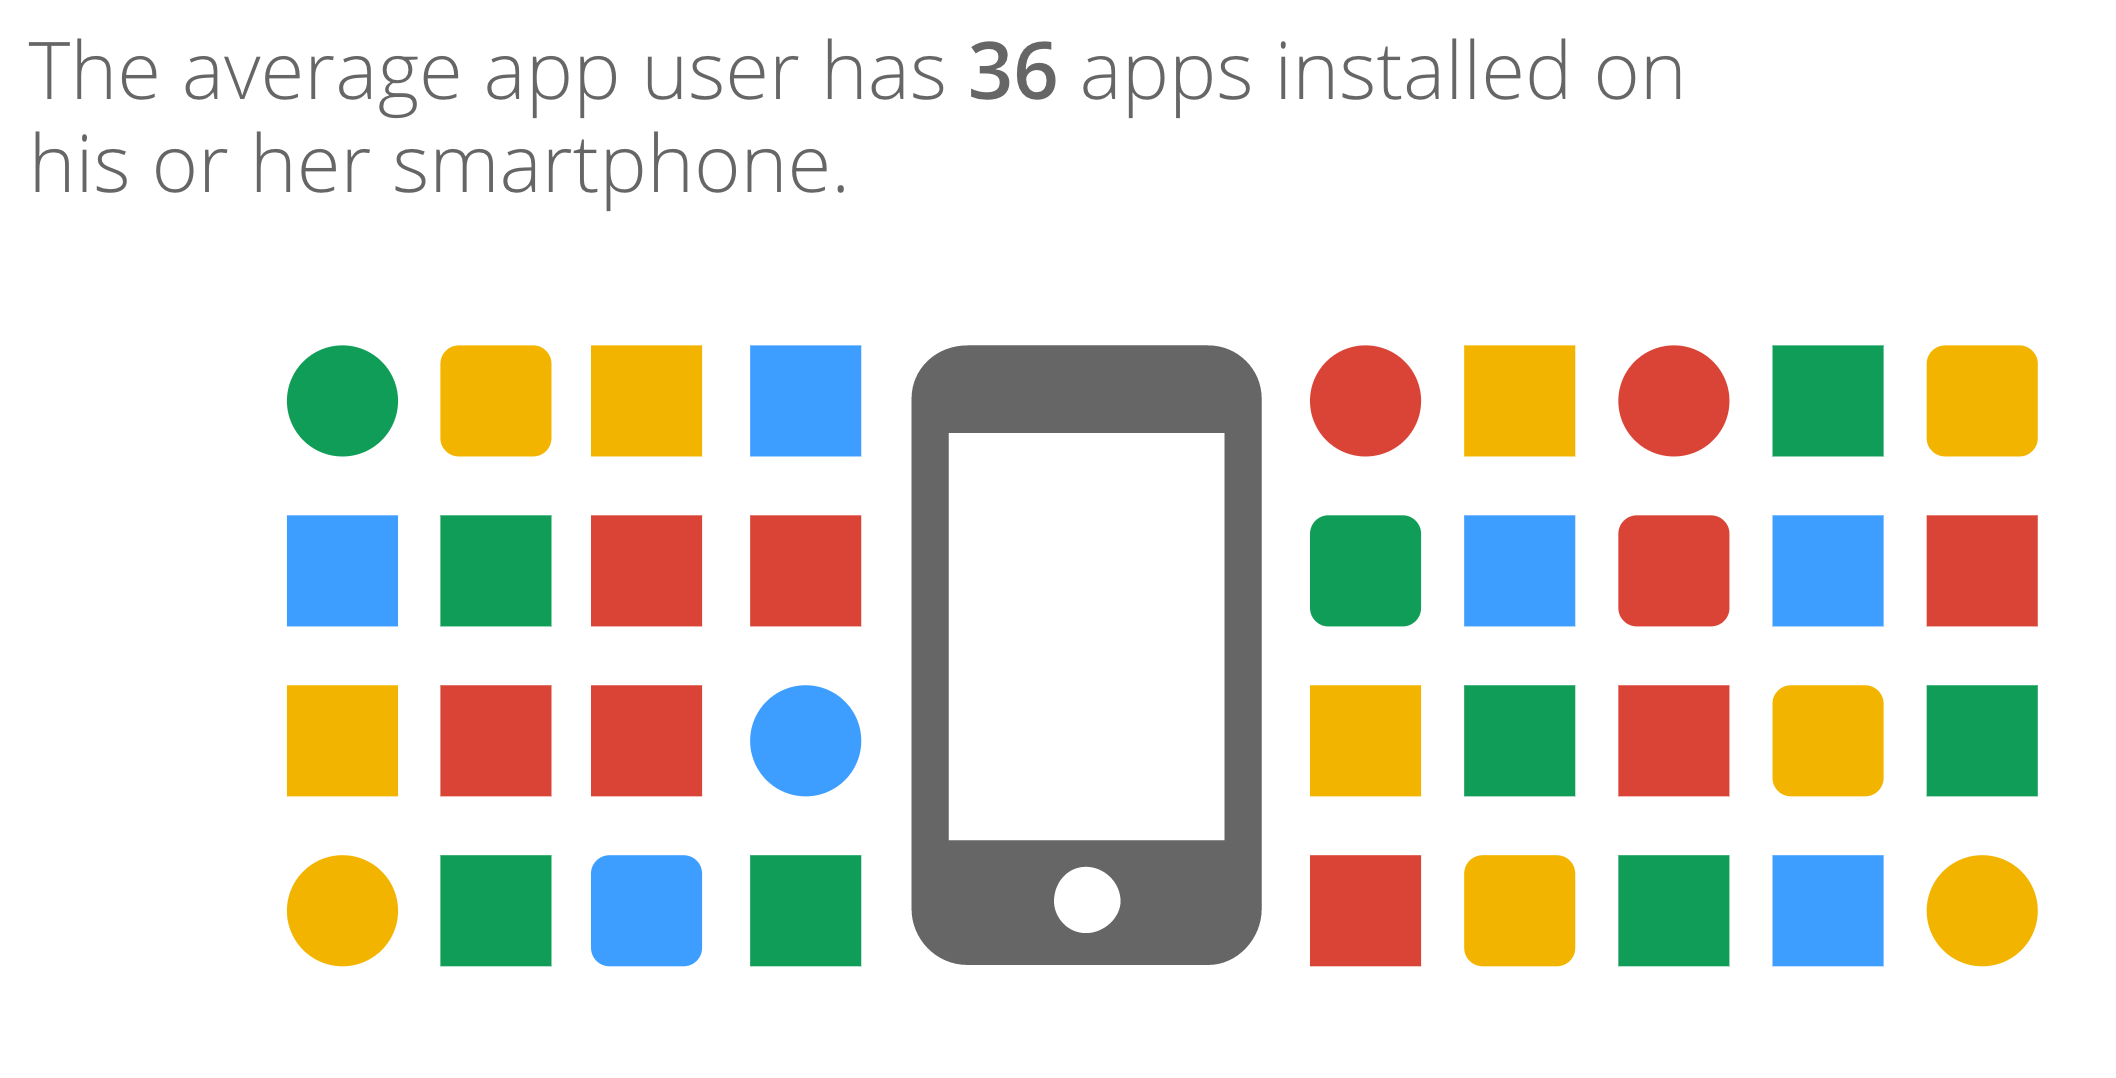 The average app user has 36 apps installed on
his or her smartphone.